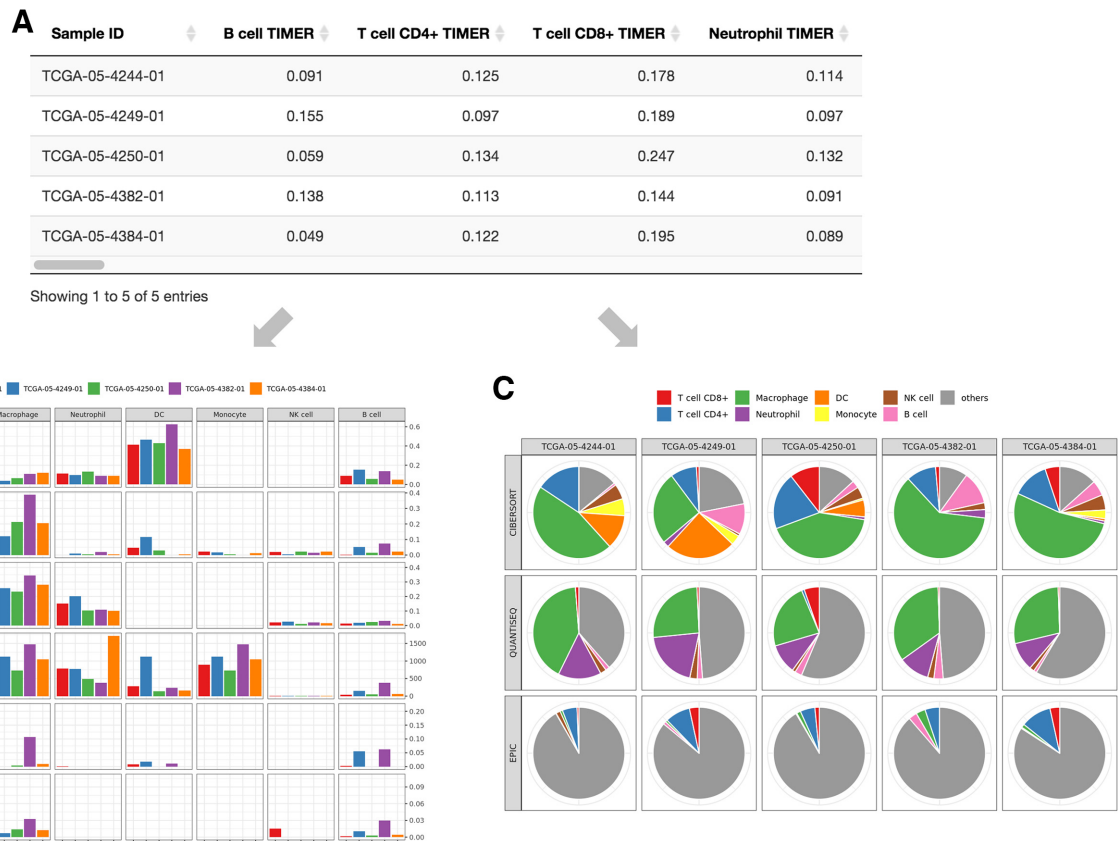 A
Sample ID B cell TIMER T cell CD4+ TIMER T cell CD8+ TIMER Neutrophil TIMER
TCGA-05-4244-01 0.091 0.125 0.178 0.114
TCGA-05-4249-01 0.155 0.097 0.189 0.097
TCGA-05-4250-01 0.059 0.134 0.247 0.132
TCGA-05-4382-01 0.138 0.113 0.144 0.091
TCGA-05-4384-01 0.049 0.122 0.195 0.089
Showing 1 to 5 of 5 entries
1 TCGA-05-4249-01 TCGA-05-4250-01 TCGA-05-4382-01 TCGA-05-4384-01
Macrophage Neutrophil DC Monocyte NK cell B cell
0.6
0.4
0.2
0.0
0.4
0.3
0.2
0.1
0.0
0.4
0.3
0.2
0.1
0.0
1500
1000
500
0
0.20
0.15
0.10
0.05
0.00
0.09
0.06
0.03
0.00
C
T cell CD8+ Macrophage DC NK cell others
T cell CD4+ Neutrophil Monocyte B cell
TCGA-05-4244-01 TCGA-05-4249-01 TCGA-05-4250-01 TCGA-05-4382-01 TCGA-05-4384-01
CIBERSORT
QUANTISEQ
EPIC